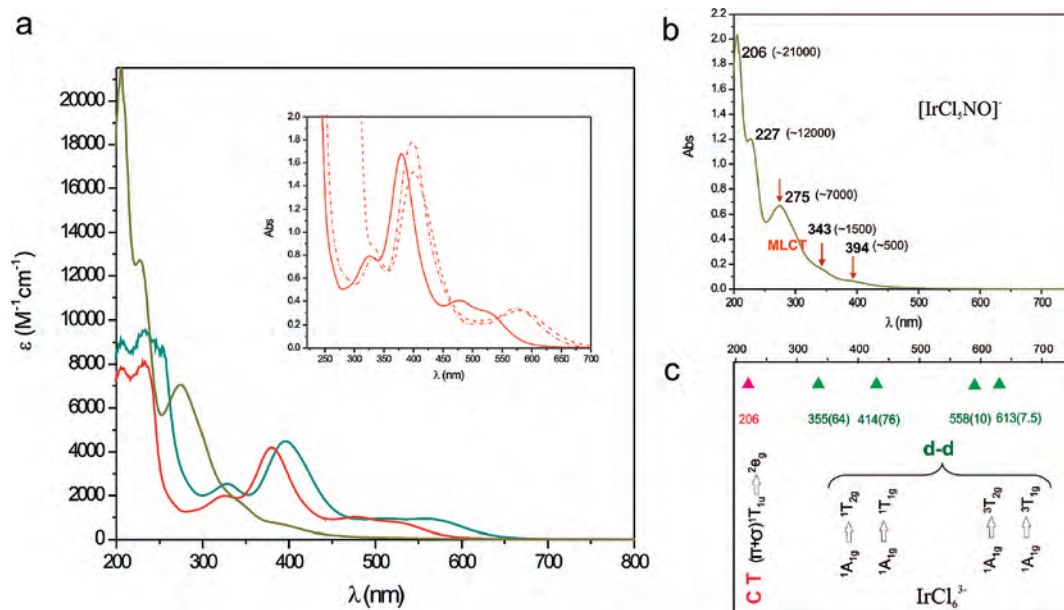 a
ε (M⁻¹cm⁻¹)
20000
18000
16000
14000
12000
10000
8000
6000
4000
2000
0
200 300 400 500 600 700 800
λ (nm)
Abs
2.0
1.8
1.6
1.4
1.2
1.0
0.8
0.6
0.4
0.2
0.0
250 300 350 400 450 500 550 600 700
λ (nm)
b
Abs
2.2
2.0
1.8
1.6
1.4
1.2
1.0
0.8
0.6
0.4
0.2
0.0
206 (~21000)
[IrCl₅NO]⁻
227 (~12000)
275 (~7000)
MLCT
343 (~1500)
394 (~500)
200 300 400 500 600 700
λ (nm)
c
200 300 400 500 600 700
206 355(64) 414(76) 558(10) 613(7.5)
d-d
C T (π+σ)¹T₁ᵤ⇨²e_g
¹A₁g⇨¹T₂g
¹A₁g⇨¹T₁g
¹A₁g⇨³T₂g
¹A₁g⇨³T₁g
IrCl₆³⁻